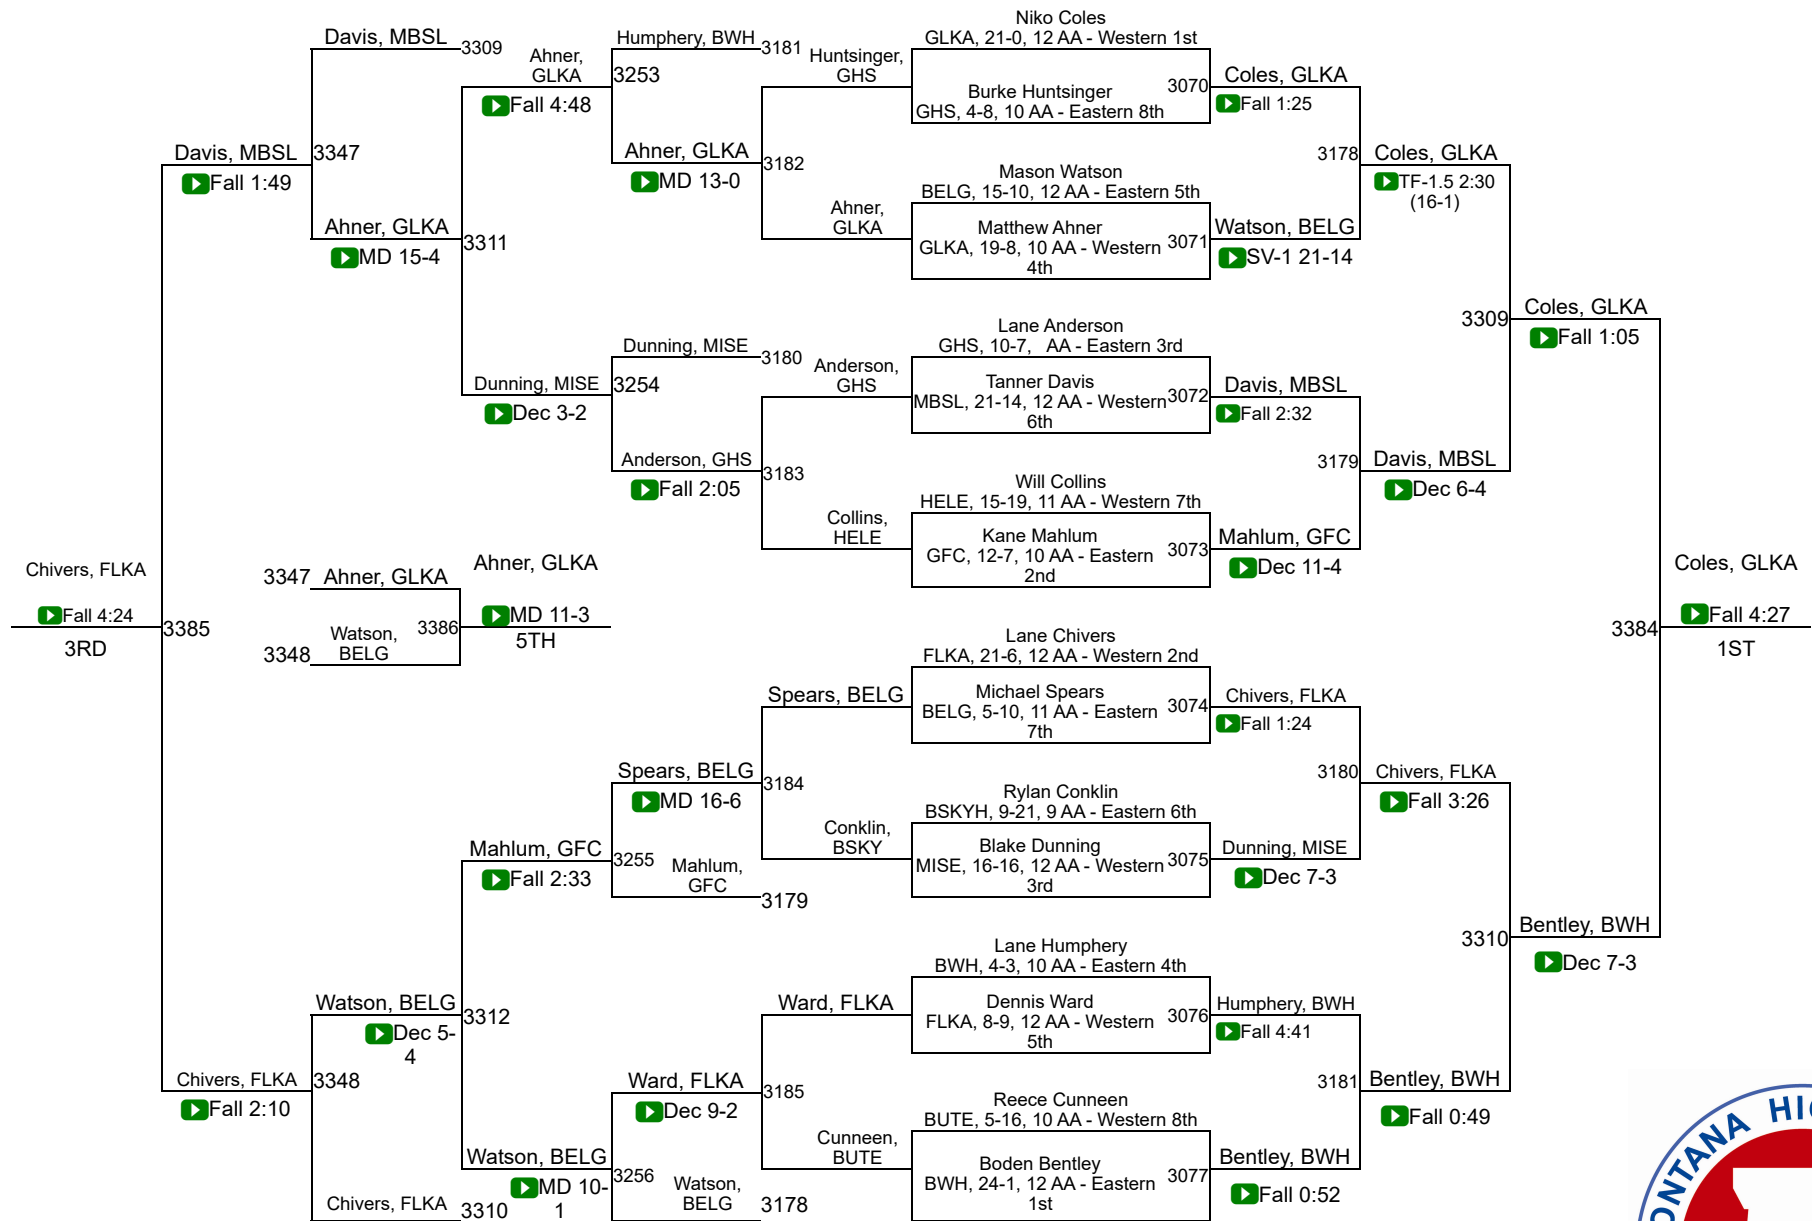 Davis, MBSL
3309
Ahner,
GLKA
Fall 4:48
3253
Humphery, BWH
3181
Huntsinger,
GHS
Niko Coles
GLKA, 21-0, 12 AA - Western 1st
Burke Huntsinger
GHS, 4-8, 10 AA - Eastern 8th
3070
Coles, GLKA
Fall 1:25
Davis, MBSL
Fall 1:49
3347
Ahner, GLKA
MD 13-0
3182
Mason Watson
BELG, 15-10, 12 AA - Eastern 5th
Matthew Ahner
GLKA, 19-8, 10 AA - Western
4th
3071
Watson, BELG
SV-1 21-14
3178
Coles, GLKA
TF-1.5 2:30
(16-1)
Ahner, GLKA
MD 15-4
3311
Ahner,
GLKA
Dunning, MISE
3180
Anderson,
GHS
Lane Anderson
GHS, 10-7, AA - Eastern 3rd
Tanner Davis
MBSL, 21-14, 12 AA - Western
6th
3072
Davis, MBSL
Fall 2:32
3309
Coles, GLKA
Fall 1:05
Dunning, MISE
Dec 3-2
3254
Anderson, GHS
Fall 2:05
3183
Collins,
HELE
Will Collins
HELE, 15-19, 11 AA - Western 7th
Kane Mahlum
GFC, 12-7, 10 AA - Eastern
2nd
3073
Mahlum, GFC
Dec 11-4
3179
Davis, MBSL
Dec 6-4
Chivers, FLKA
Fall 4:24
3RD
3385
3347
Ahner, GLKA
3348
Watson,
BELG
3386
Ahner, GLKA
MD 11-3
5TH
3384
Coles, GLKA
Fall 4:27
1ST
Spears, BELG
Lane Chivers
FLKA, 21-6, 12 AA - Western 2nd
Michael Spears
BELG, 5-10, 11 AA - Eastern
7th
3074
Chivers, FLKA
Fall 1:24
Spears, BELG
MD 16-6
3184
Conklin,
BSKY
Rylan Conklin
BSKYH, 9-21, 9 AA - Eastern 6th
Blake Dunning
MISE, 16-16, 12 AA - Western
3rd
3075
Dunning, MISE
Dec 7-3
3180
Chivers, FLKA
Fall 3:26
Mahlum, GFC
Fall 2:33
3255
Mahlum,
GFC
3179
3310
Bentley, BWH
Dec 7-3
Watson, BELG
Dec 5-
4
3312
Ward, FLKA
Lane Humphery
BWH, 4-3, 10 AA - Eastern 4th
Dennis Ward
FLKA, 8-9, 12 AA - Western
5th
3076
Humphery, BWH
Fall 4:41
Chivers, FLKA
Fall 2:10
3348
Ward, FLKA
Dec 9-2
3185
Cunneen,
BUTE
Reece Cunneen
BUTE, 5-16, 10 AA - Western 8th
Boden Bentley
BWH, 24-1, 12 AA - Eastern
1st
3077
Bentley, BWH
Fall 0:52
3181
Bentley, BWH
Fall 0:49
Watson, BELG
MD 10-
1
3256
Watson,
BELG
3178
Chivers, FLKA
3310